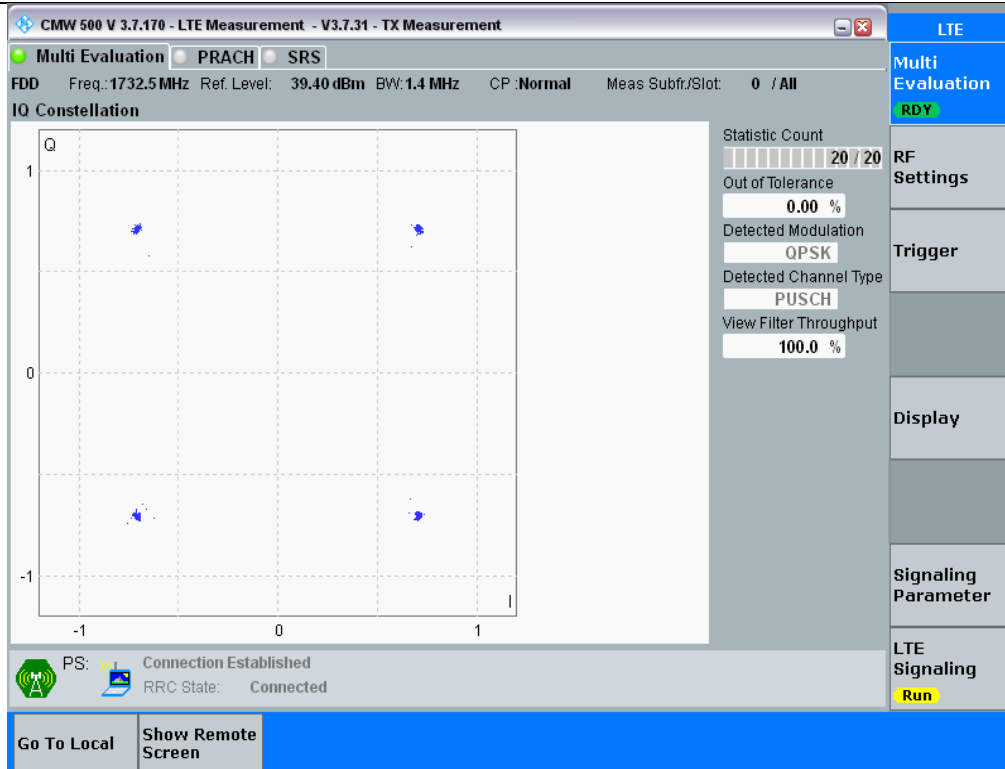 CMW 500 V 3.7.170 - LTE Measurement - V3.7.31 - TX Measurement
LTE
Multi Evaluation PRACH SRS
Multi
Evaluation
RDY
FDD Freq.:1732.5 MHz Ref. Level: 39.40 dBm BW:1.4 MHz CP :Normal Meas Subfr./Slot: 0 / All
IQ Constellation
Q
1
0
-1
I
-1 0 1
Statistic Count
20 / 20
Out of Tolerance
0.00 %
Detected Modulation
QPSK
Detected Channel Type
PUSCH
View Filter Throughput
100.0 %
RF
Settings
Trigger
Display
Signaling
Parameter
LTE
Signaling
Run
PS: Connection Established
RRC State: Connected
Go To Local
Show Remote
Screen